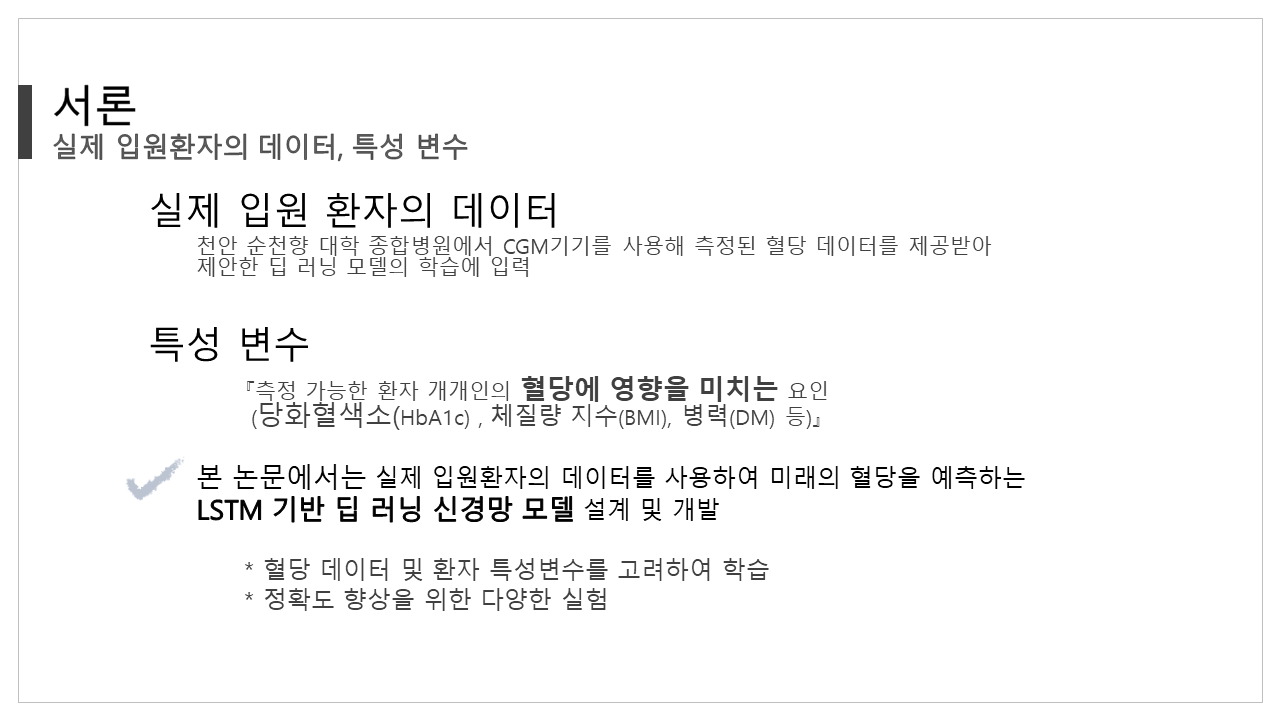 서론
실제 입원환자의 데이터, 특성 변수
실제 입원 환자의 데이터
천안 순천향 대학 종합병원에서 CGM기기를 사용해 측정된 혈당 데이터를 제공받아
제안한 딥 러닝 모델의 학습에 입력
특성 변수
『측정 가능한 환자 개개인의 혈당에 영향을 미치는 요인
(당화혈색소(HbA1c) , 체질량 지수(BMI), 병력(DM) 등)』
본 논문에서는 실제 입원환자의 데이터를 사용하여 미래의 혈당을 예측하는
LSTM 기반 딥 러닝 신경망 모델 설계 및 개발
* 혈당 데이터 및 환자 특성변수를 고려하여 학습
* 정확도 향상을 위한 다양한 실험